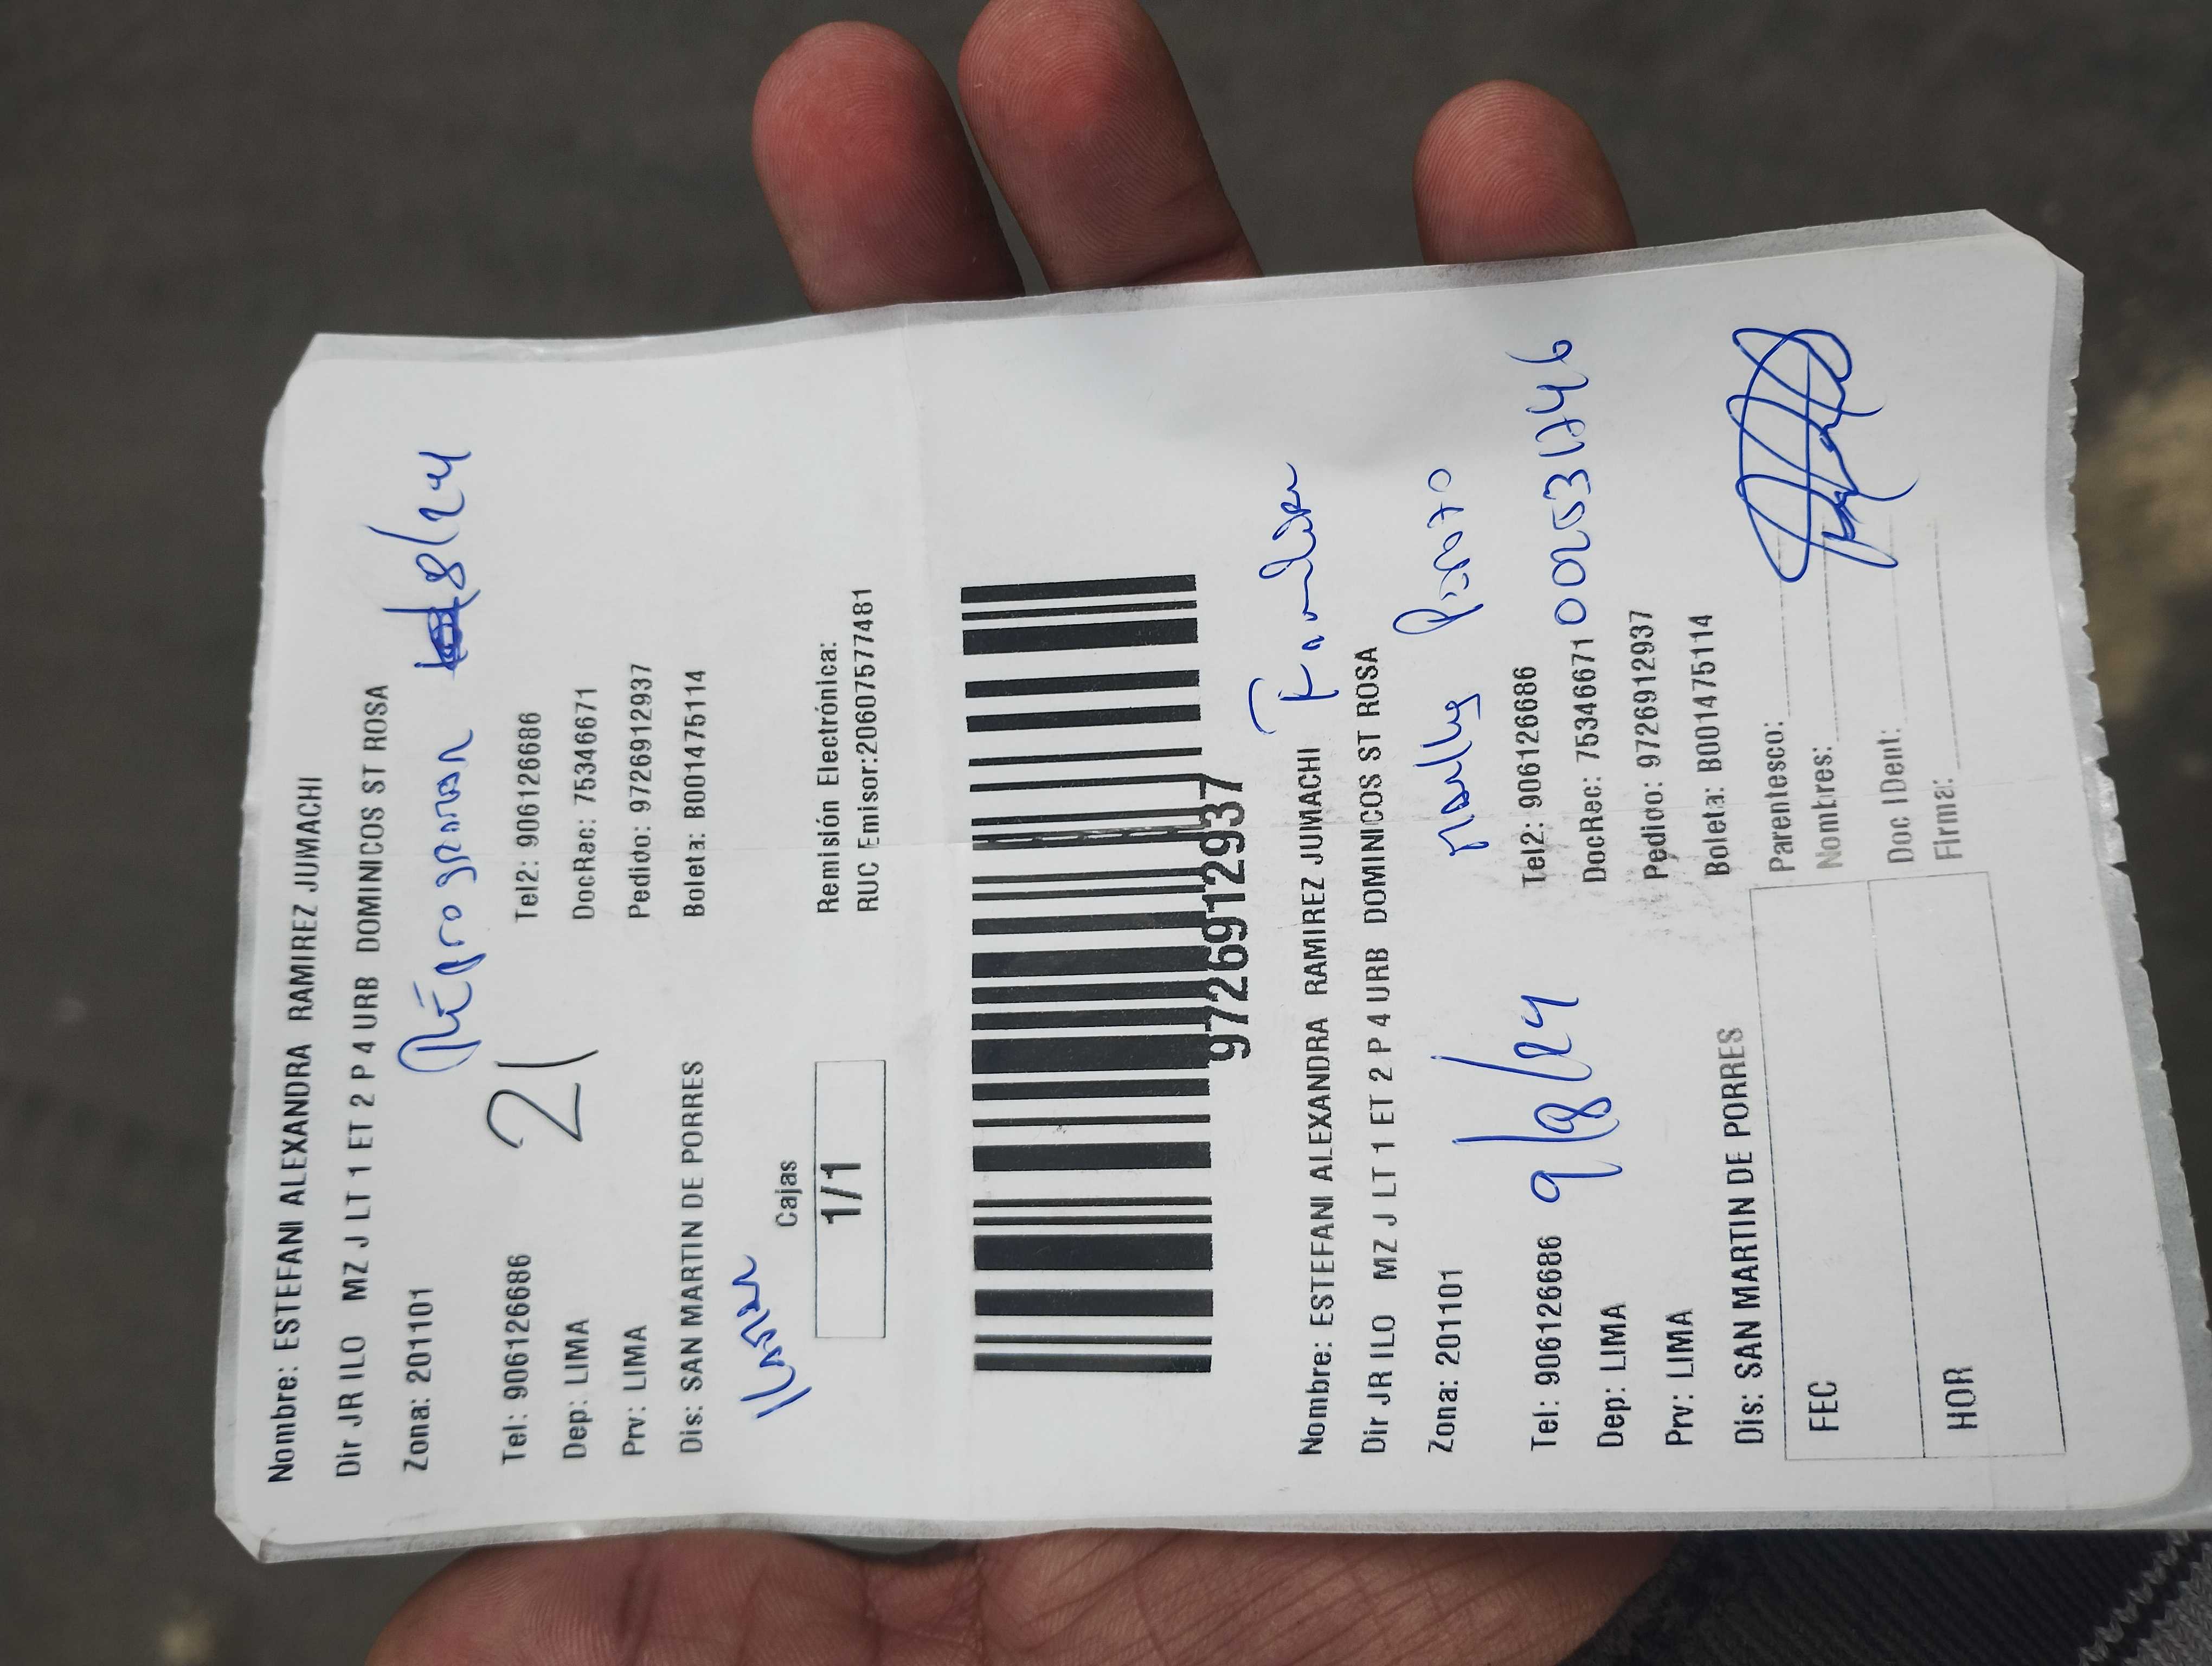 Nombre: ESTEFANI ALEXANDRA RAMIREZ JUMACHI
Dir JR ILO MZ J LT 1 ET 2 P 4 URB DOMINICOS ST ROSA
Zona: 201101
8/24
21
Tel: 906126686 Tel2: 906126686
Dep: LIMA DocRec: 75346671
Prv: LIMA Pedido: 9726912937
Dis: SAN MARTIN DE PORRES Boleta: B001475114
Cajas
1/1
Remisión Electrónica:
RUC Emisor:20607577481
9726912937
Nombre: ESTEFANI ALEXANDRA RAMIREZ JUMACHI
Dir JR ILO MZ J LT 1 ET 2 P 4 URB DOMINICOS ST ROSA
Zona: 201101
Tel: 906126686 9/8/24 Tel2: 906126686
Dep: LIMA DocRec: 75346671
Prv: LIMA Pedido: 9726912937
Dis: SAN MARTIN DE PORRES Boleta: B001475114
FEC
HOR
Parentesco:
Nombres:
Doc IDent:
Firma: